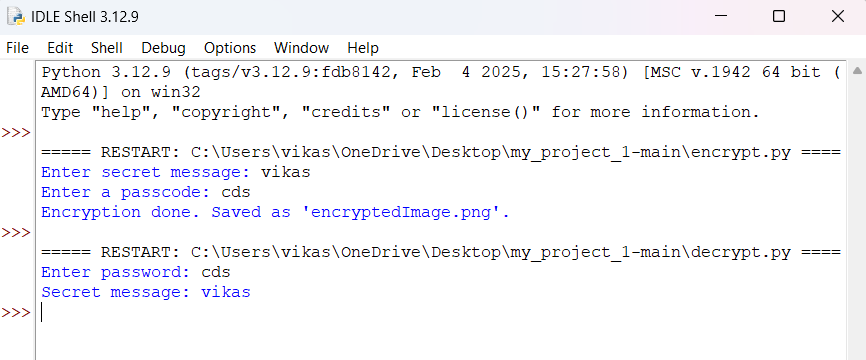 IDLE Shell 3.12.9
File Edit Shell Debug Options Window Help
Python 3.12.9 (tags/v3.12.9:fdb8142, Feb  4 2025, 15:27:58) [MSC v.1942 64 bit (
AMD64)] on win32
Type "help", "copyright", "credits" or "license()" for more information.
>>>
===== RESTART: C:\Users\vikas\OneDrive\Desktop\my_project_1-main\encrypt.py ====
Enter secret message: vikas
Enter a passcode: cds
Encryption done. Saved as 'encryptedImage.png'.
>>>
===== RESTART: C:\Users\vikas\OneDrive\Desktop\my_project_1-main\decrypt.py ====
Enter password: cds
Secret message: vikas
>>>